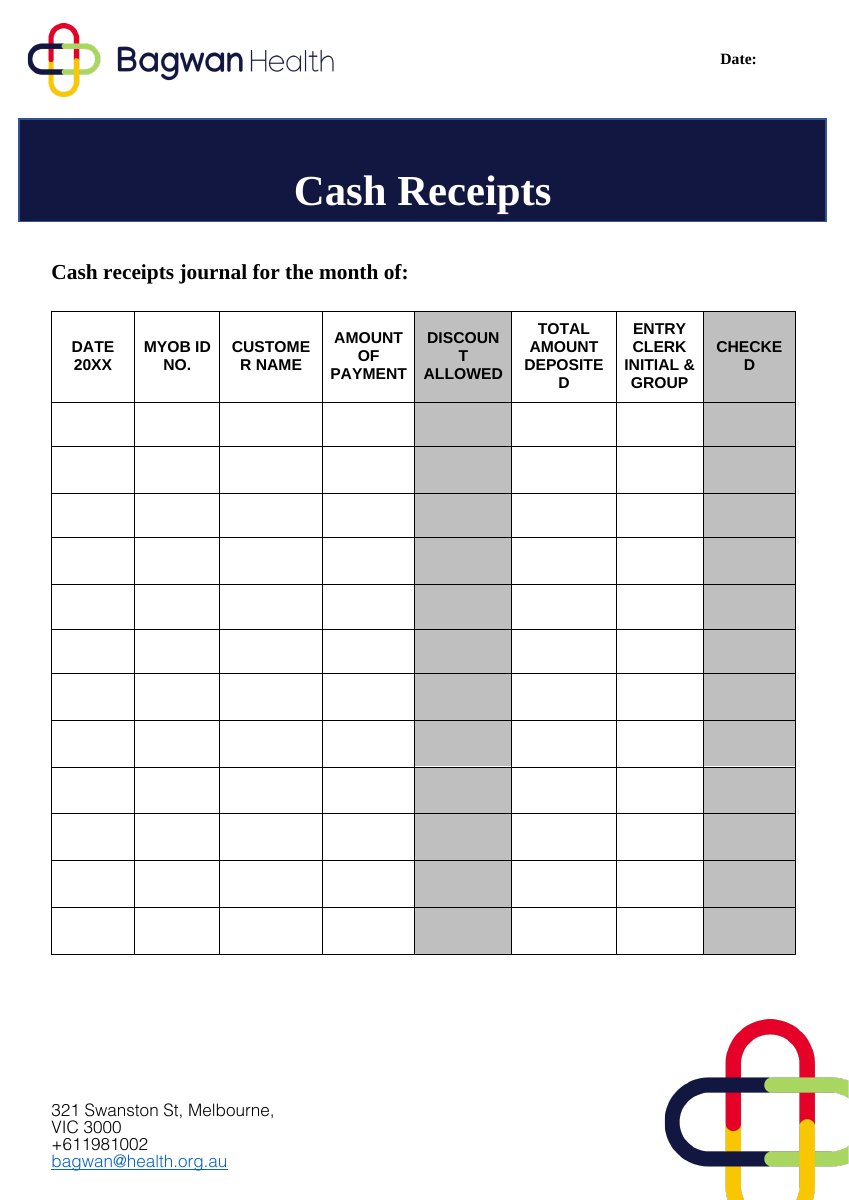 Bagwan Health
Date:
Cash Receipts
Cash receipts journal for the month of:
DATE
20XX
MYOB ID
NO.
CUSTOME
R NAME
AMOUNT
OF
PAYMENT
DISCOUN
T
ALLOWED
TOTAL
AMOUNT
DEPOSITE
D
ENTRY
CLERK
INITIAL &
GROUP
CHECKE
D
321 Swanston St, Melbourne,
VIC 3000
+611981002
bagwan@health.org.au